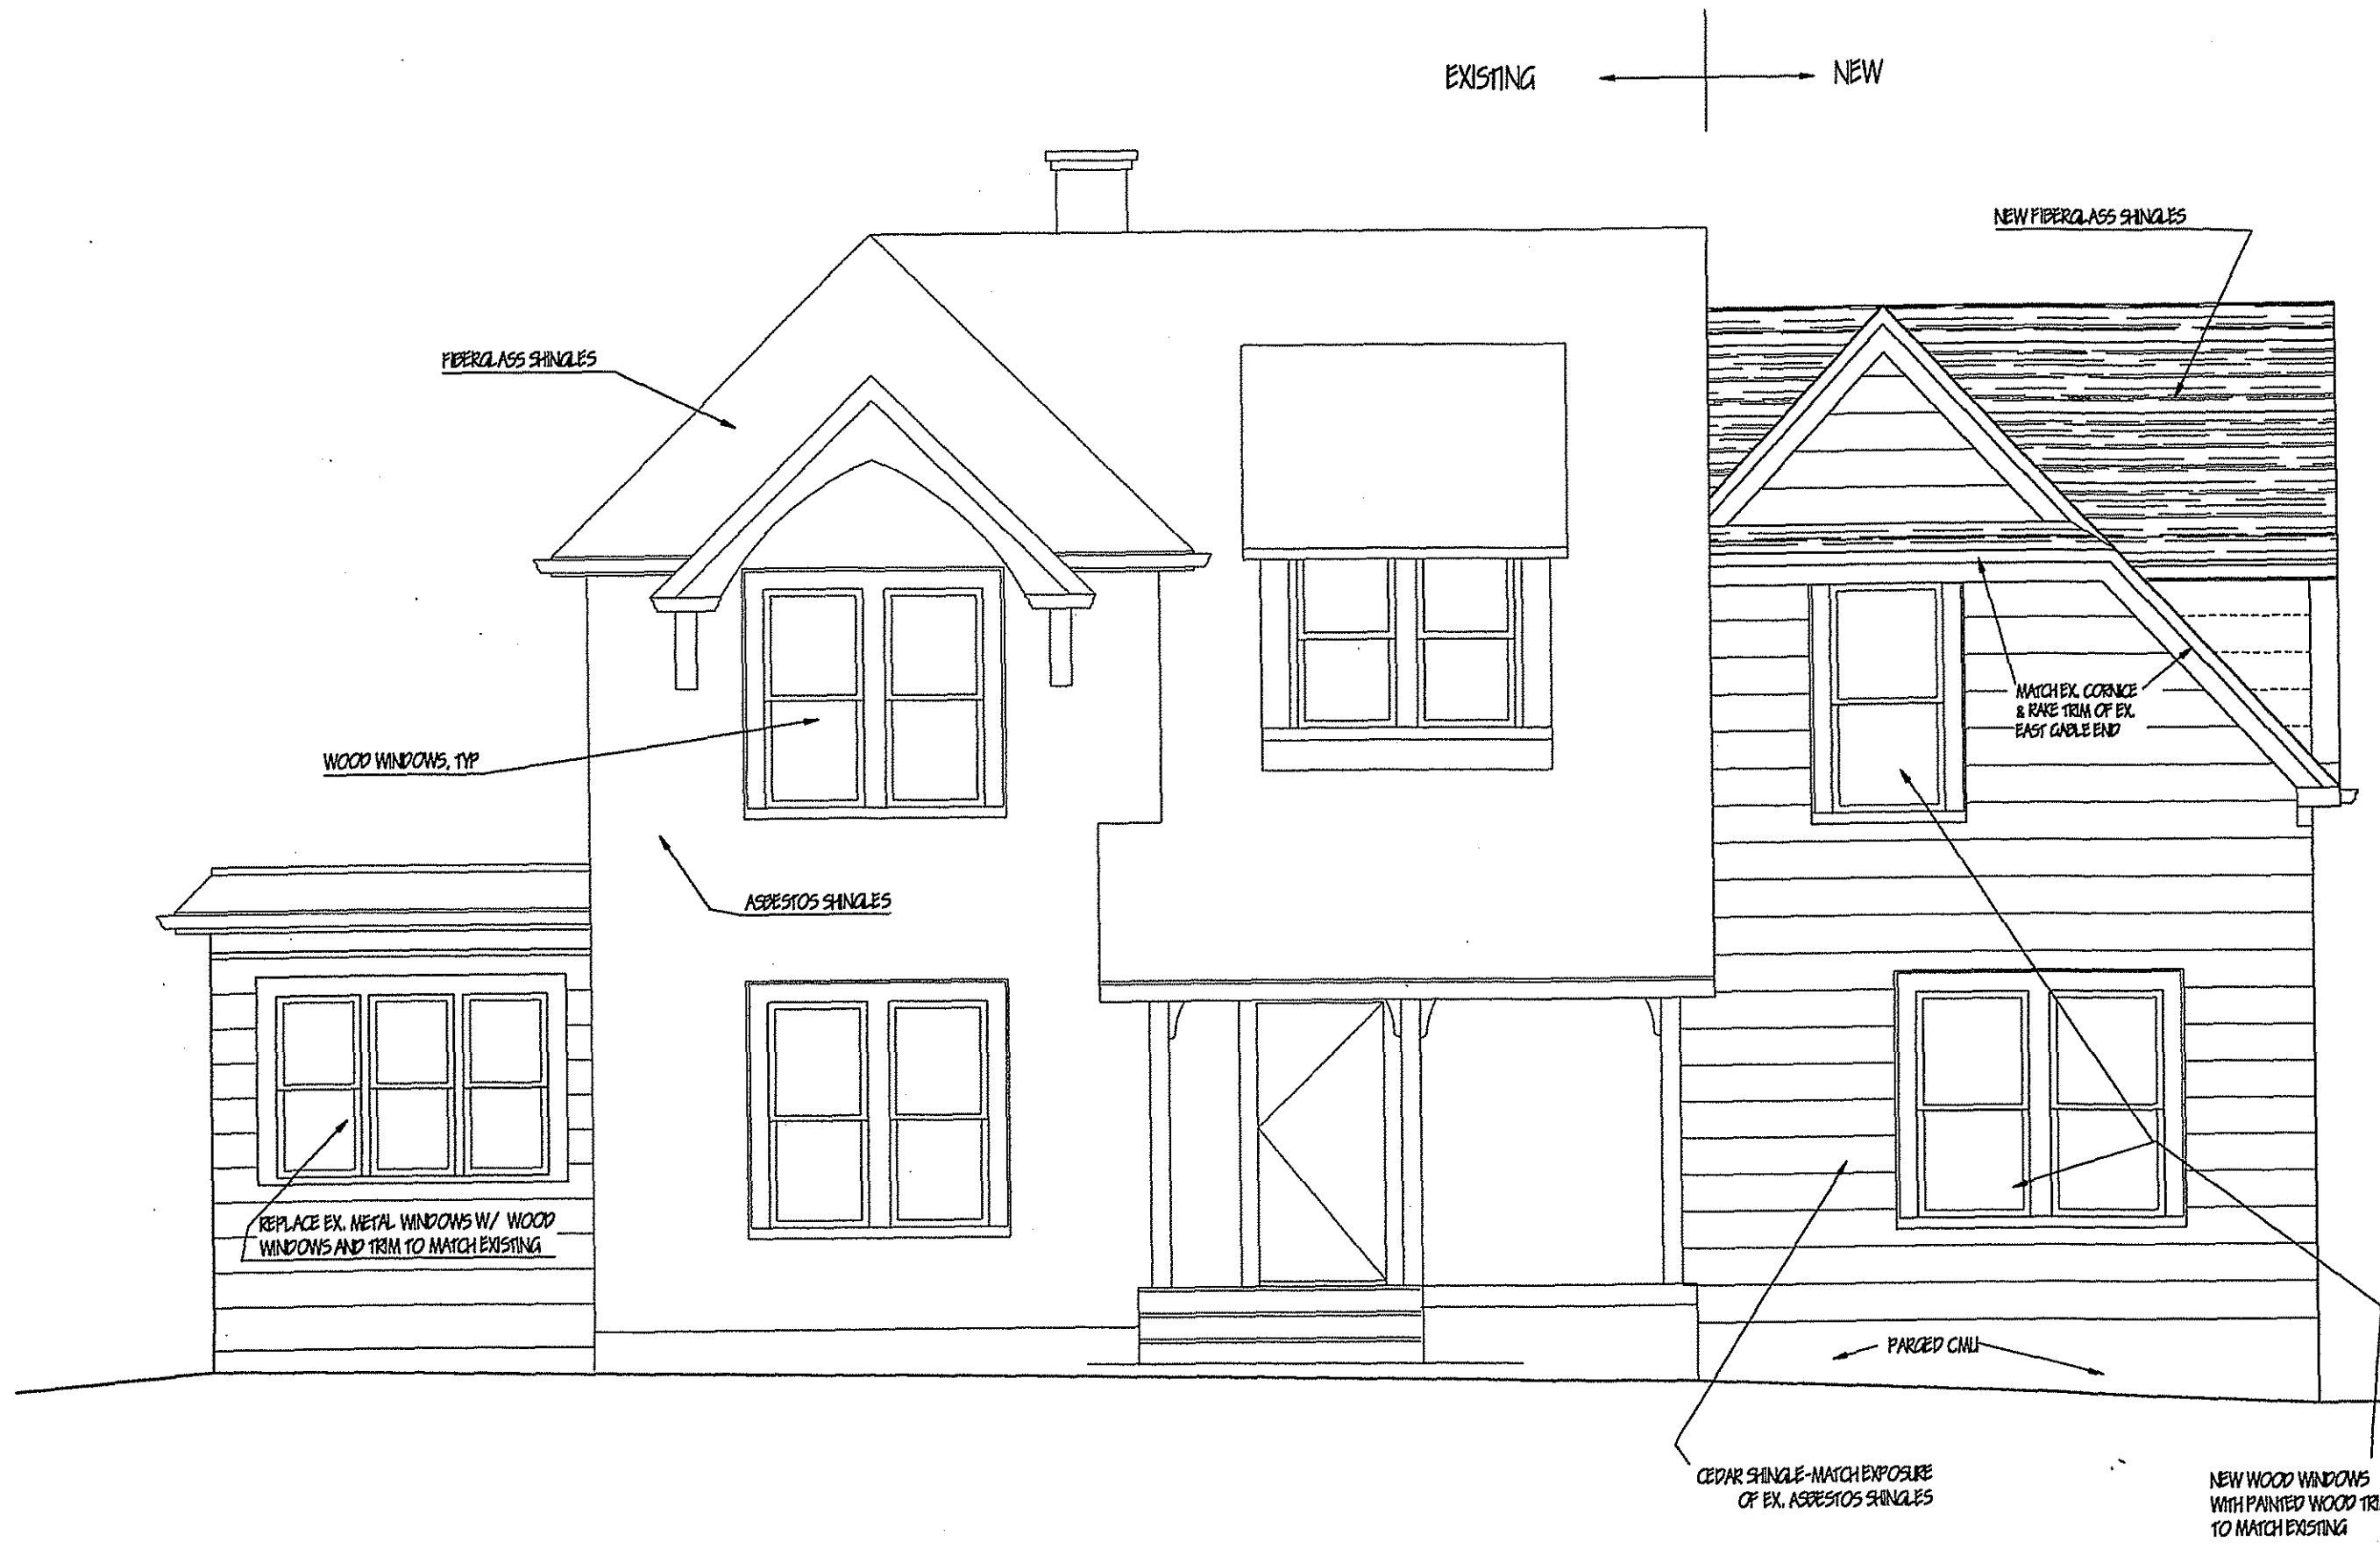 EXISTING
NEW
NEW FIBERGLASS SHINGLES
FIBERGLASS SHINGLES
MATCH EX. CORNICE
& RAKE TRIM OF EX.
EAST GABLE END
WOOD WINDOWS, TYP
ASBESTOS SHINGLES
REPLACE EX. METAL WINDOWS W/ WOOD
WINDOWS AND TRIM TO MATCH EXISTING
PARGED CMU
CEDAR SHINGLE-MATCH EXPOSURE
OF EX. ASBESTOS SHINGLES
NEW WOOD WINDOWS
WITH PAINTED WOOD TRI
TO MATCH EXISTING